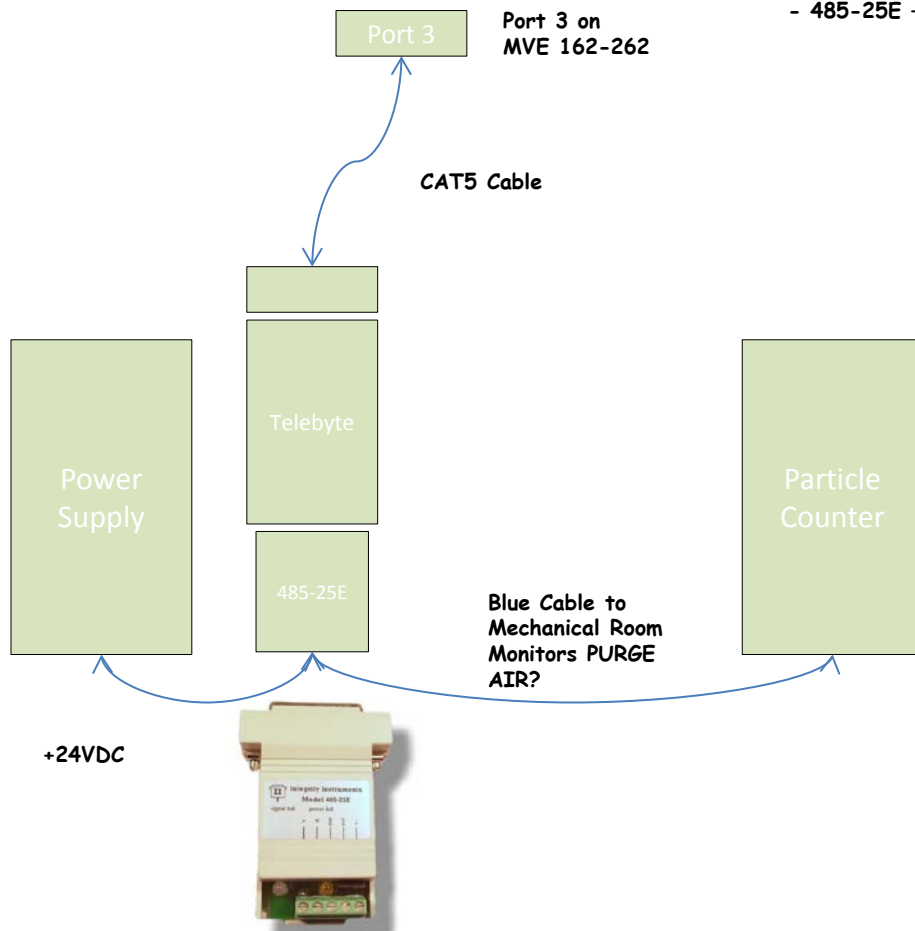 - 485-25E -
Port 3
Port 3 on
MVE 162-262
CAT5 Cable
Telebyte
Power
Supply
Particle
Counter
485-25E
Blue Cable to
Mechanical Room
Monitors PURGE
AIR?
+24VDC
Integrity Instruments
Model 485-25E
signal led power led